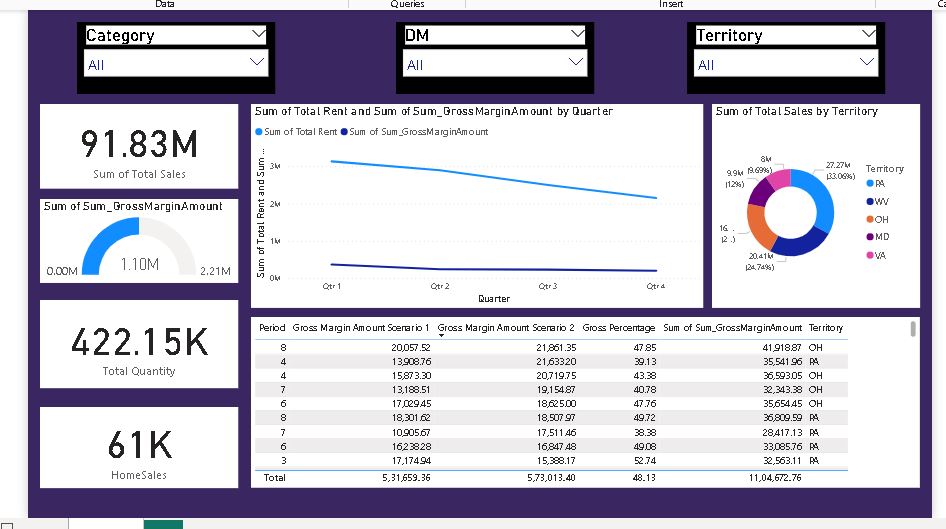 Data Queries Insert
Category DM Territory
All All All
91.83M
Sum of Total Sales
Sum of Sum_GrossMarginAmount
0.00M 1.10M 2.21M
422.15K
Total Quantity
61K
HomeSales
Sum of Total Rent and Sum of Sum_GrossMarginAmount by Quarter
Sum of Total Rent Sum of Sum_GrossMarginAmount
Sum of Total Rent and Sum ...
3M
2M
1M
0M
Qtr 1 Qtr 2 Qtr 3 Qtr 4
Quarter
Sum of Total Sales by Territory
8M
(9.69%)
27.27M
(33.06%)
9.9M
(12%)
16. ..
(2...)
20.41M
(24.74%)
Territory
PA
WV
OH
MD
VA
Period Gross Margin Amount Scenario 1 Gross Margin Amount Scenario 2 Gross Percentage Sum of Sum_GrossMarginAmount Territory
8 20,057.52 21,861.35 47.85 41,918.87 OH
4 13,908.76 21,633.20 39.13 35,541.96 PA
4 15,873.30 20,719.75 43.38 36,593.05 OH
7 13,188.51 19,154.87 40.78 32,343.38 OH
6 17,029.45 18,625.00 47.76 35,654.45 OH
8 18,301.62 18,507.97 49.72 36,809.59 PA
7 10,905.67 17,511.46 38.38 28,417.13 PA
6 16,238.28 16,847.48 49.08 33,085.76 PA
3 17,174.94 15,388.17 52.74 32,563.11 PA
Total 5,31,659.36 5,73,013.40 48.13 11,04,672.76